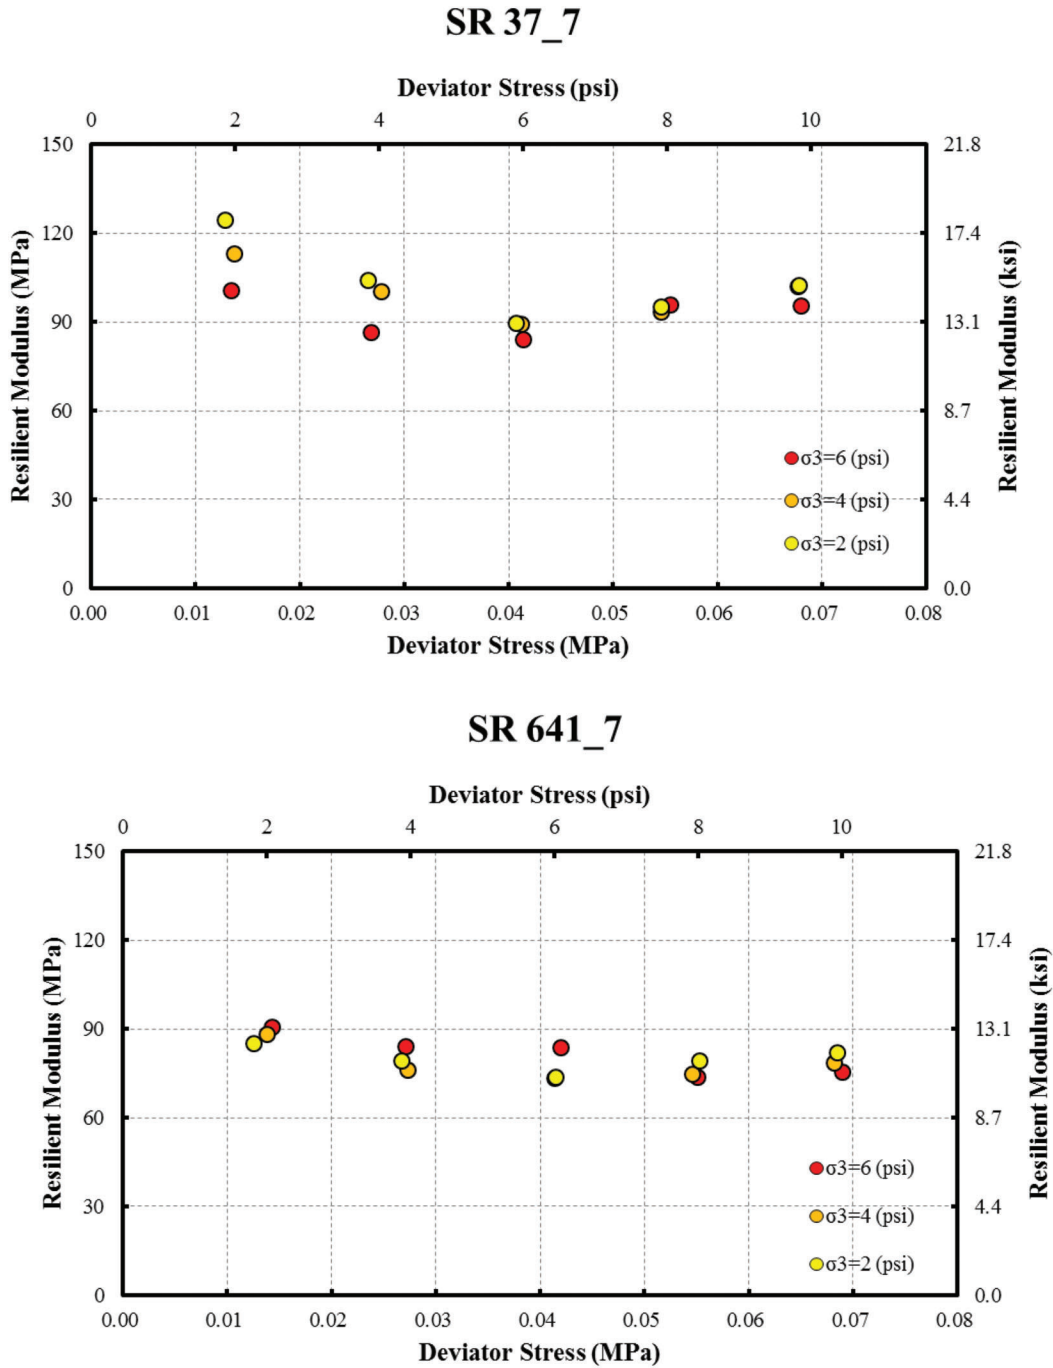 SR 37_7
Deviator Stress (psi)
0 2 4 6 8 10
150 21.8
120 17.4
90 13.1
60 8.7
30 4.4
0 0.0
Resilient Modulus (MPa)
Resilient Modulus (ksi)
σ3=6 (psi)
σ3=4 (psi)
σ3=2 (psi)
0.00 0.01 0.02 0.03 0.04 0.05 0.06 0.07 0.08
Deviator Stress (MPa)
SR 641_7
Deviator Stress (psi)
0 2 4 6 8 10
150 21.8
120 17.4
90 13.1
60 8.7
30 4.4
0 0.0
Resilient Modulus (MPa)
Resilient Modulus (ksi)
σ3=6 (psi)
σ3=4 (psi)
σ3=2 (psi)
0.00 0.01 0.02 0.03 0.04 0.05 0.06 0.07 0.08
Deviator Stress (MPa)